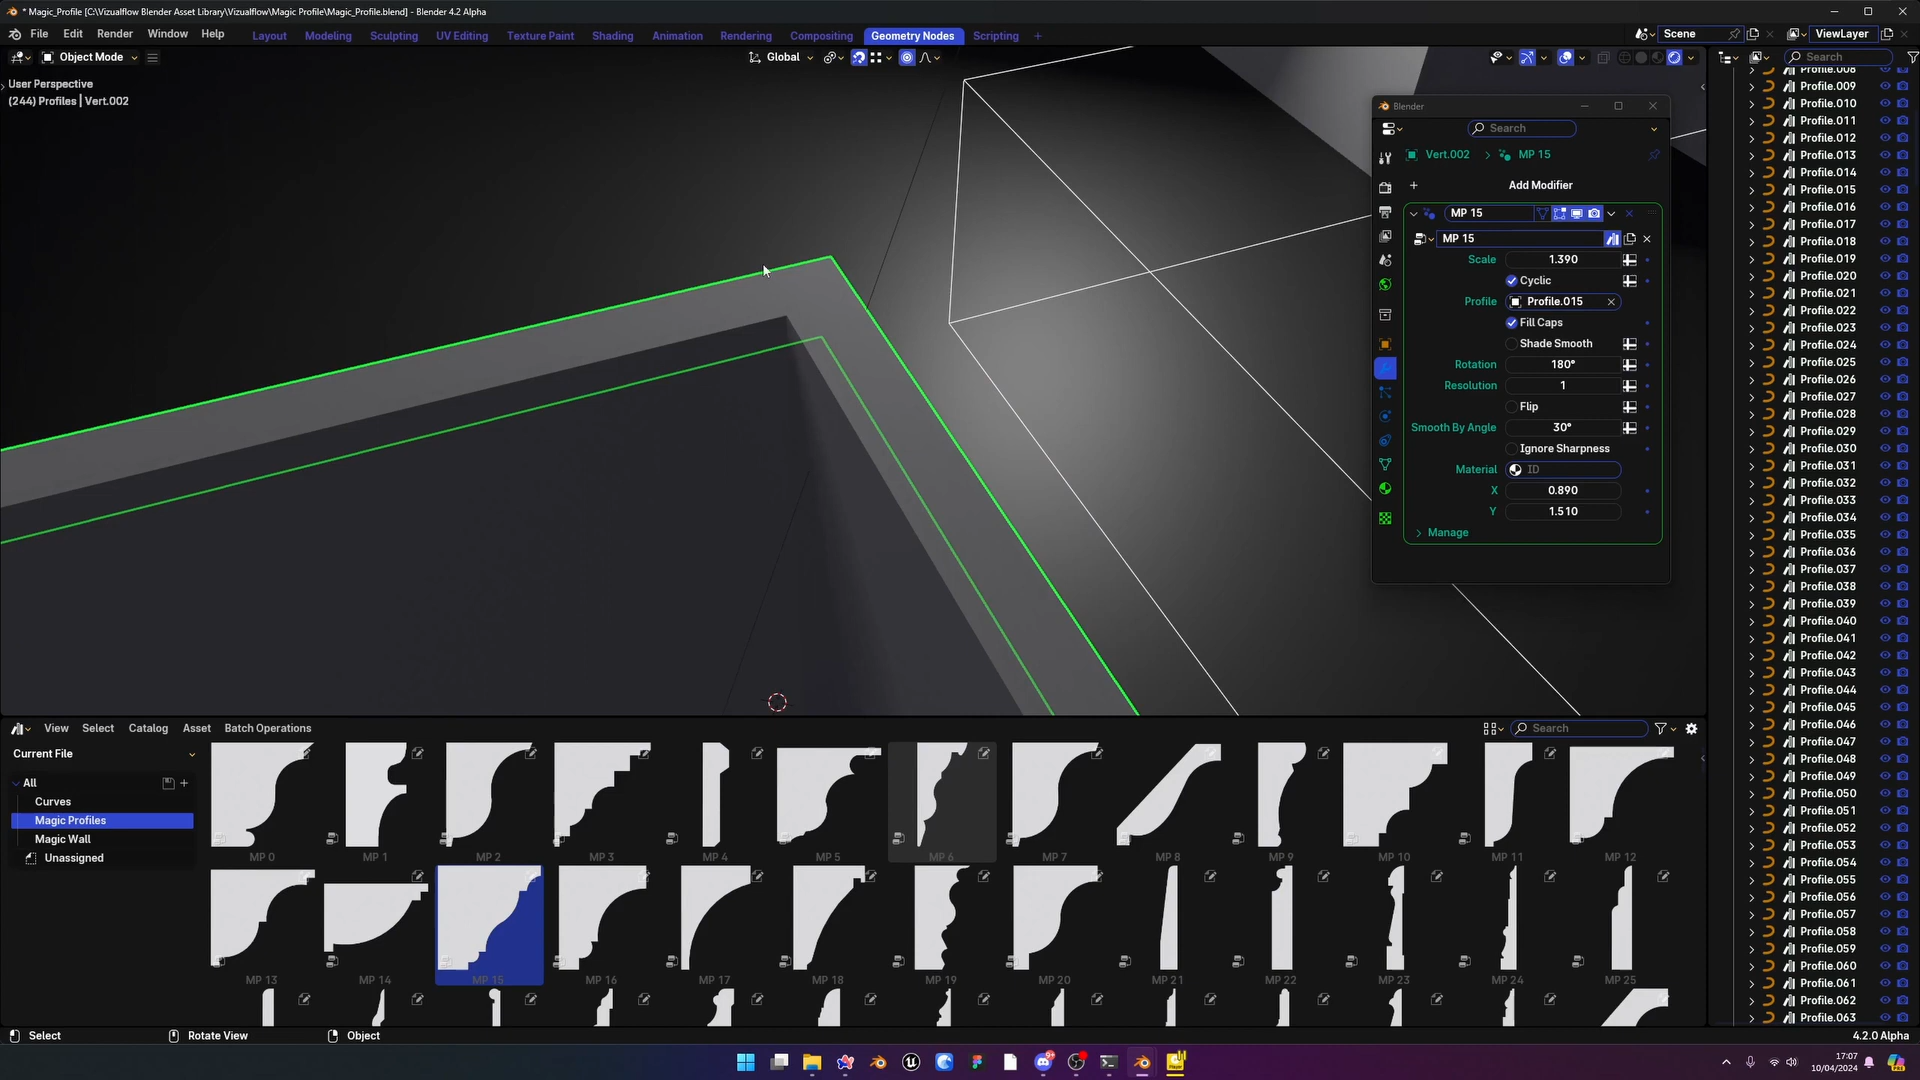 * Magic_Profile [C:\Vizualflow Blender Asset Library\Vizualflow\Magic Profile\Magic_Profile.blend] - Blender 4.2 Alpha
File Edit Render Window Help
Layout Modeling Sculpting UV Editing Texture Paint Shading Animation Rendering Compositing Geometry Nodes Scripting +
Scene
ViewLayer
Object Mode
Global
Search
User Perspective
(244) Profiles | Vert.002
Blender
Search
Vert.002 > MP 15
+ Add Modifier
MP 15
MP 15
Scale 1.390
Cyclic
Profile Profile.015
Fill Caps
Shade Smooth
Rotation 180°
Resolution 1
Flip
Smooth By Angle 30°
Ignore Sharpness
Material ID
X 0.890
Y 1.510
Manage
Profile.008
Profile.009
Profile.010
Profile.011
Profile.012
Profile.013
Profile.014
Profile.015
Profile.016
Profile.017
Profile.018
Profile.019
Profile.020
Profile.021
Profile.022
Profile.023
Profile.024
Profile.025
Profile.026
Profile.027
Profile.028
Profile.029
Profile.030
Profile.031
Profile.032
Profile.033
Profile.034
Profile.035
Profile.036
Profile.037
Profile.038
Profile.039
Profile.040
Profile.041
Profile.042
Profile.043
Profile.044
Profile.045
Profile.046
Profile.047
Profile.048
Profile.049
Profile.050
Profile.051
Profile.052
Profile.053
Profile.054
Profile.055
Profile.056
Profile.057
Profile.058
Profile.059
Profile.060
Profile.061
Profile.062
Profile.063
View Select Catalog Asset Batch Operations
Search
Current File
All
Curves
Magic Profiles
Magic Wall
Unassigned
MP 0 MP 1 MP 2 MP 3 MP 4 MP 5 MP 6 MP 7 MP 8 MP 9 MP 10 MP 11 MP 12
MP 13 MP 14 MP 15 MP 16 MP 17 MP 18 MP 19 MP 20 MP 21 MP 22 MP 23 MP 24 MP 25
Select Rotate View Object
4.2.0 Alpha
17:07
10/04/2024